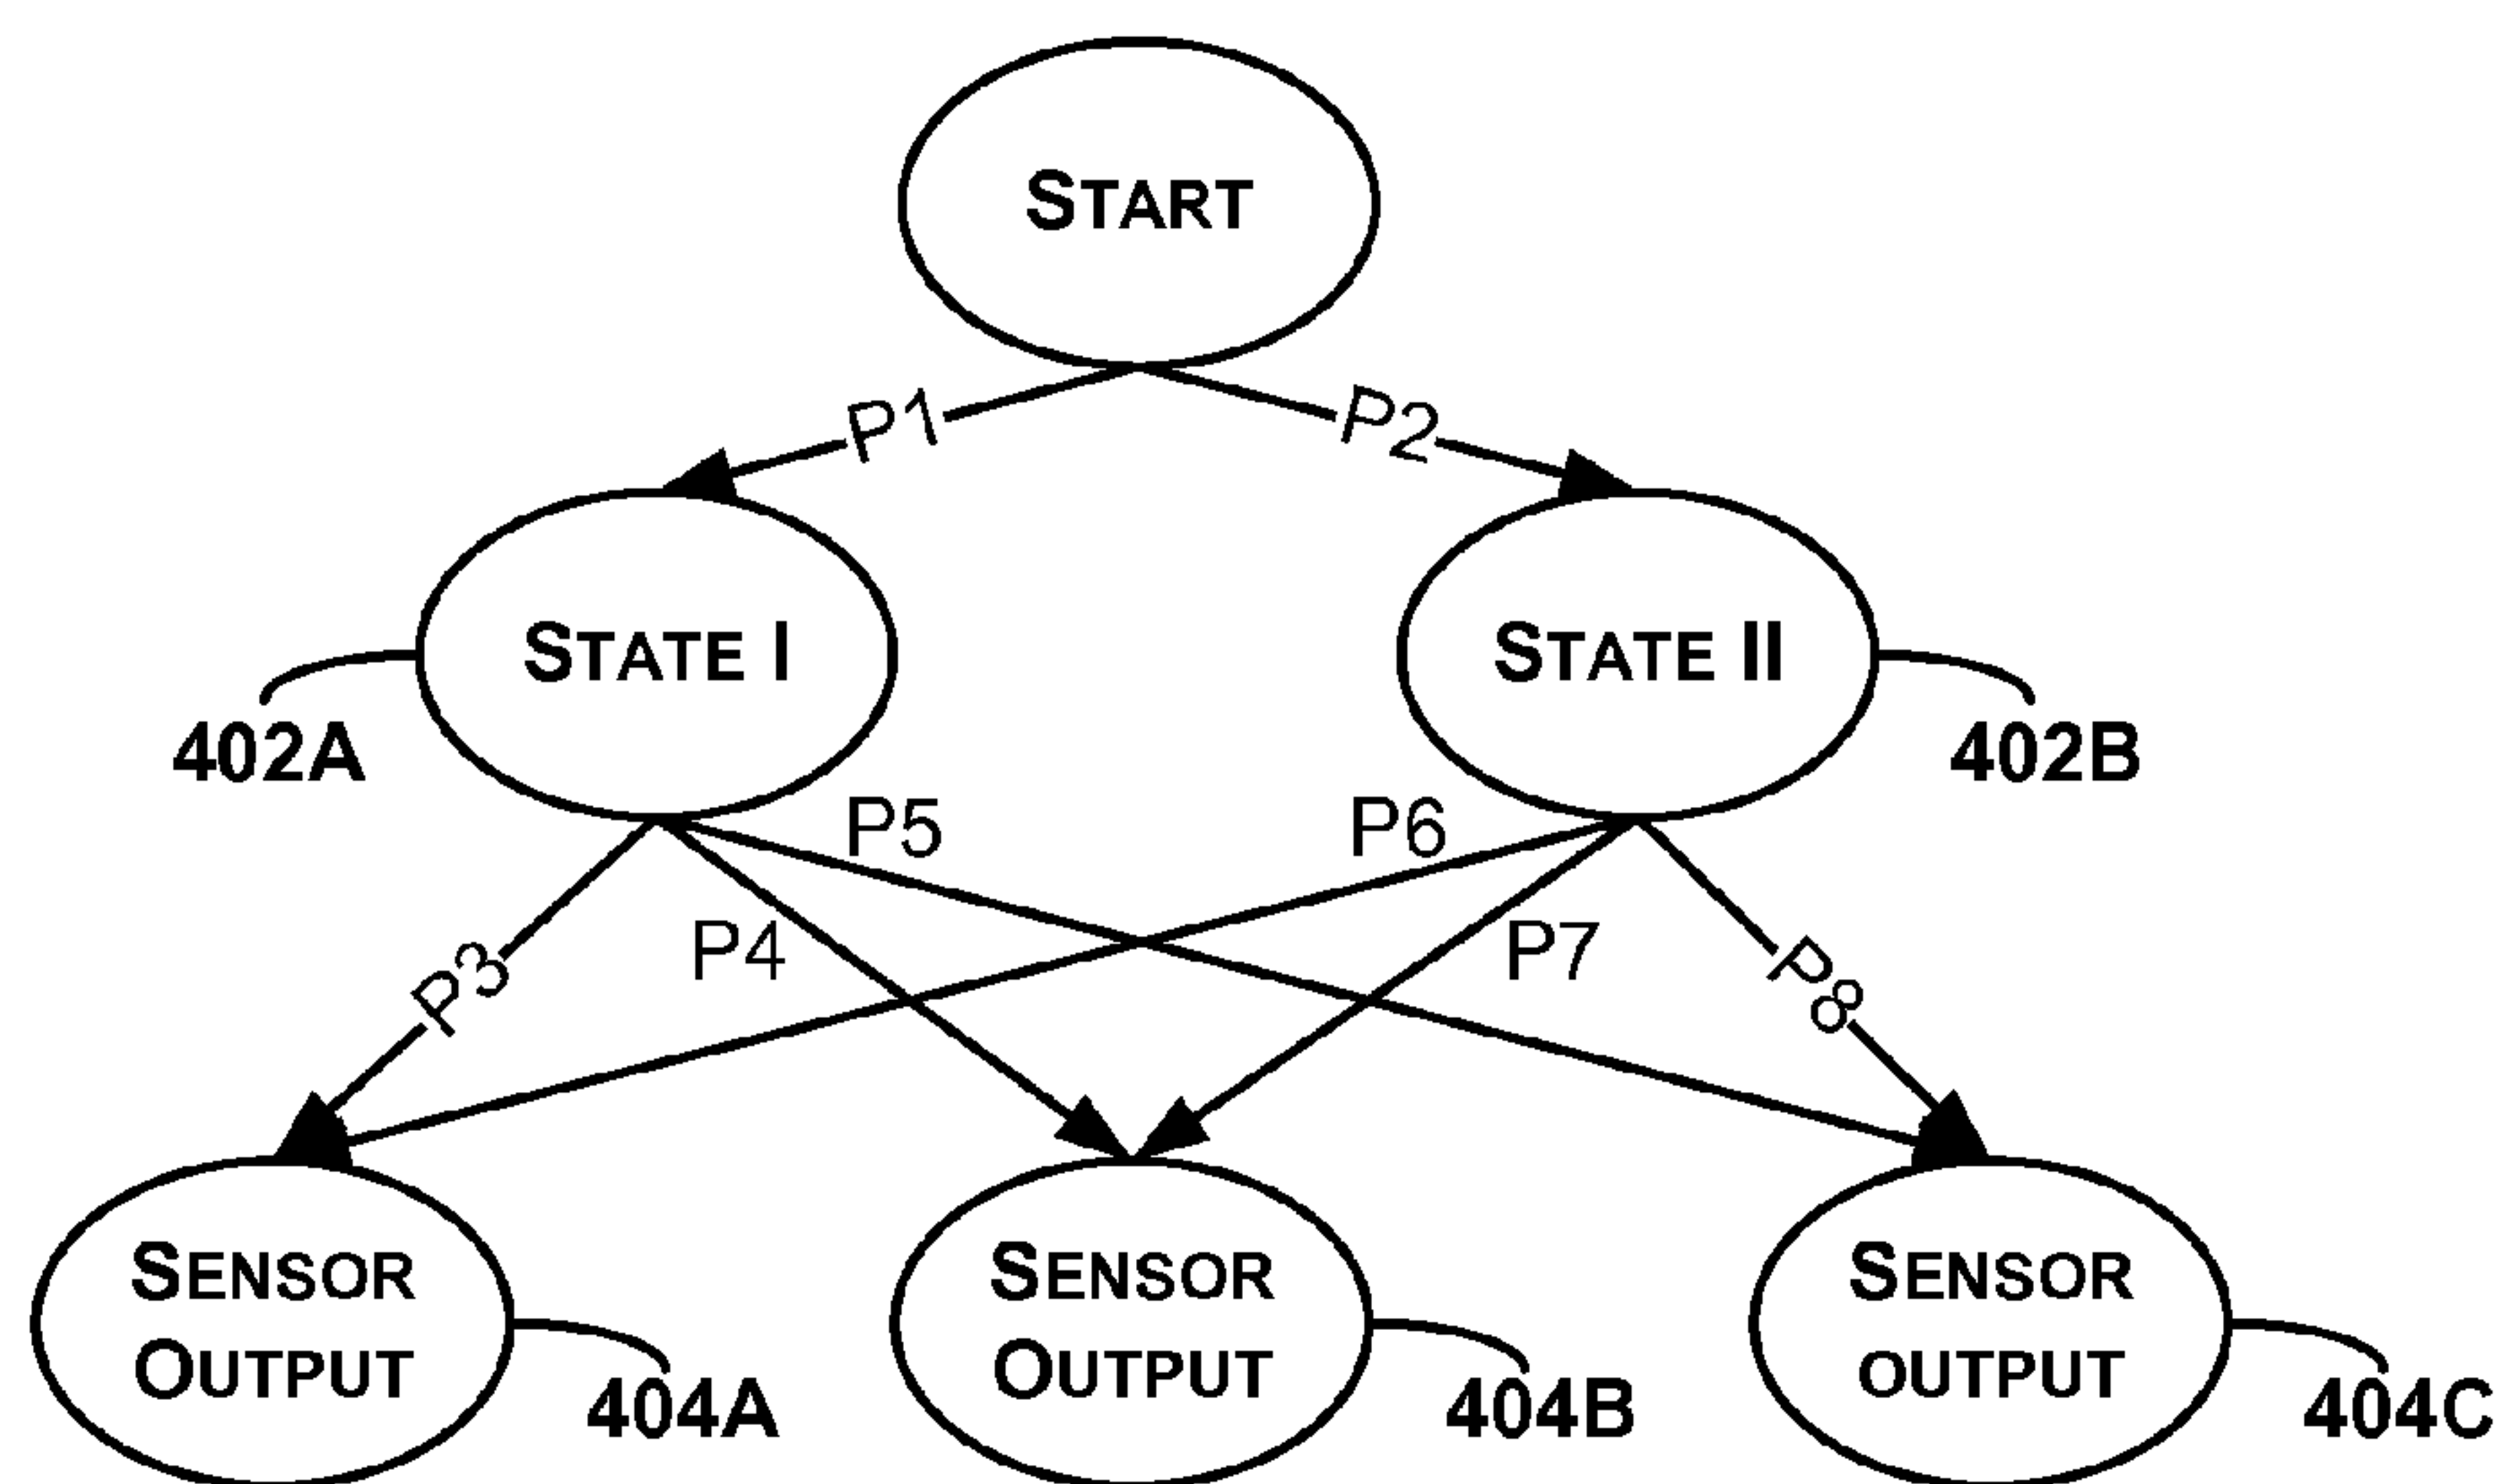 START
P1
P2
STATE I
STATE II
402A
402B
P5
P6
P3
P4
P7
P8
SENSOR
OUTPUT
SENSOR
OUTPUT
SENSOR
OUTPUT
404A
404B
404C